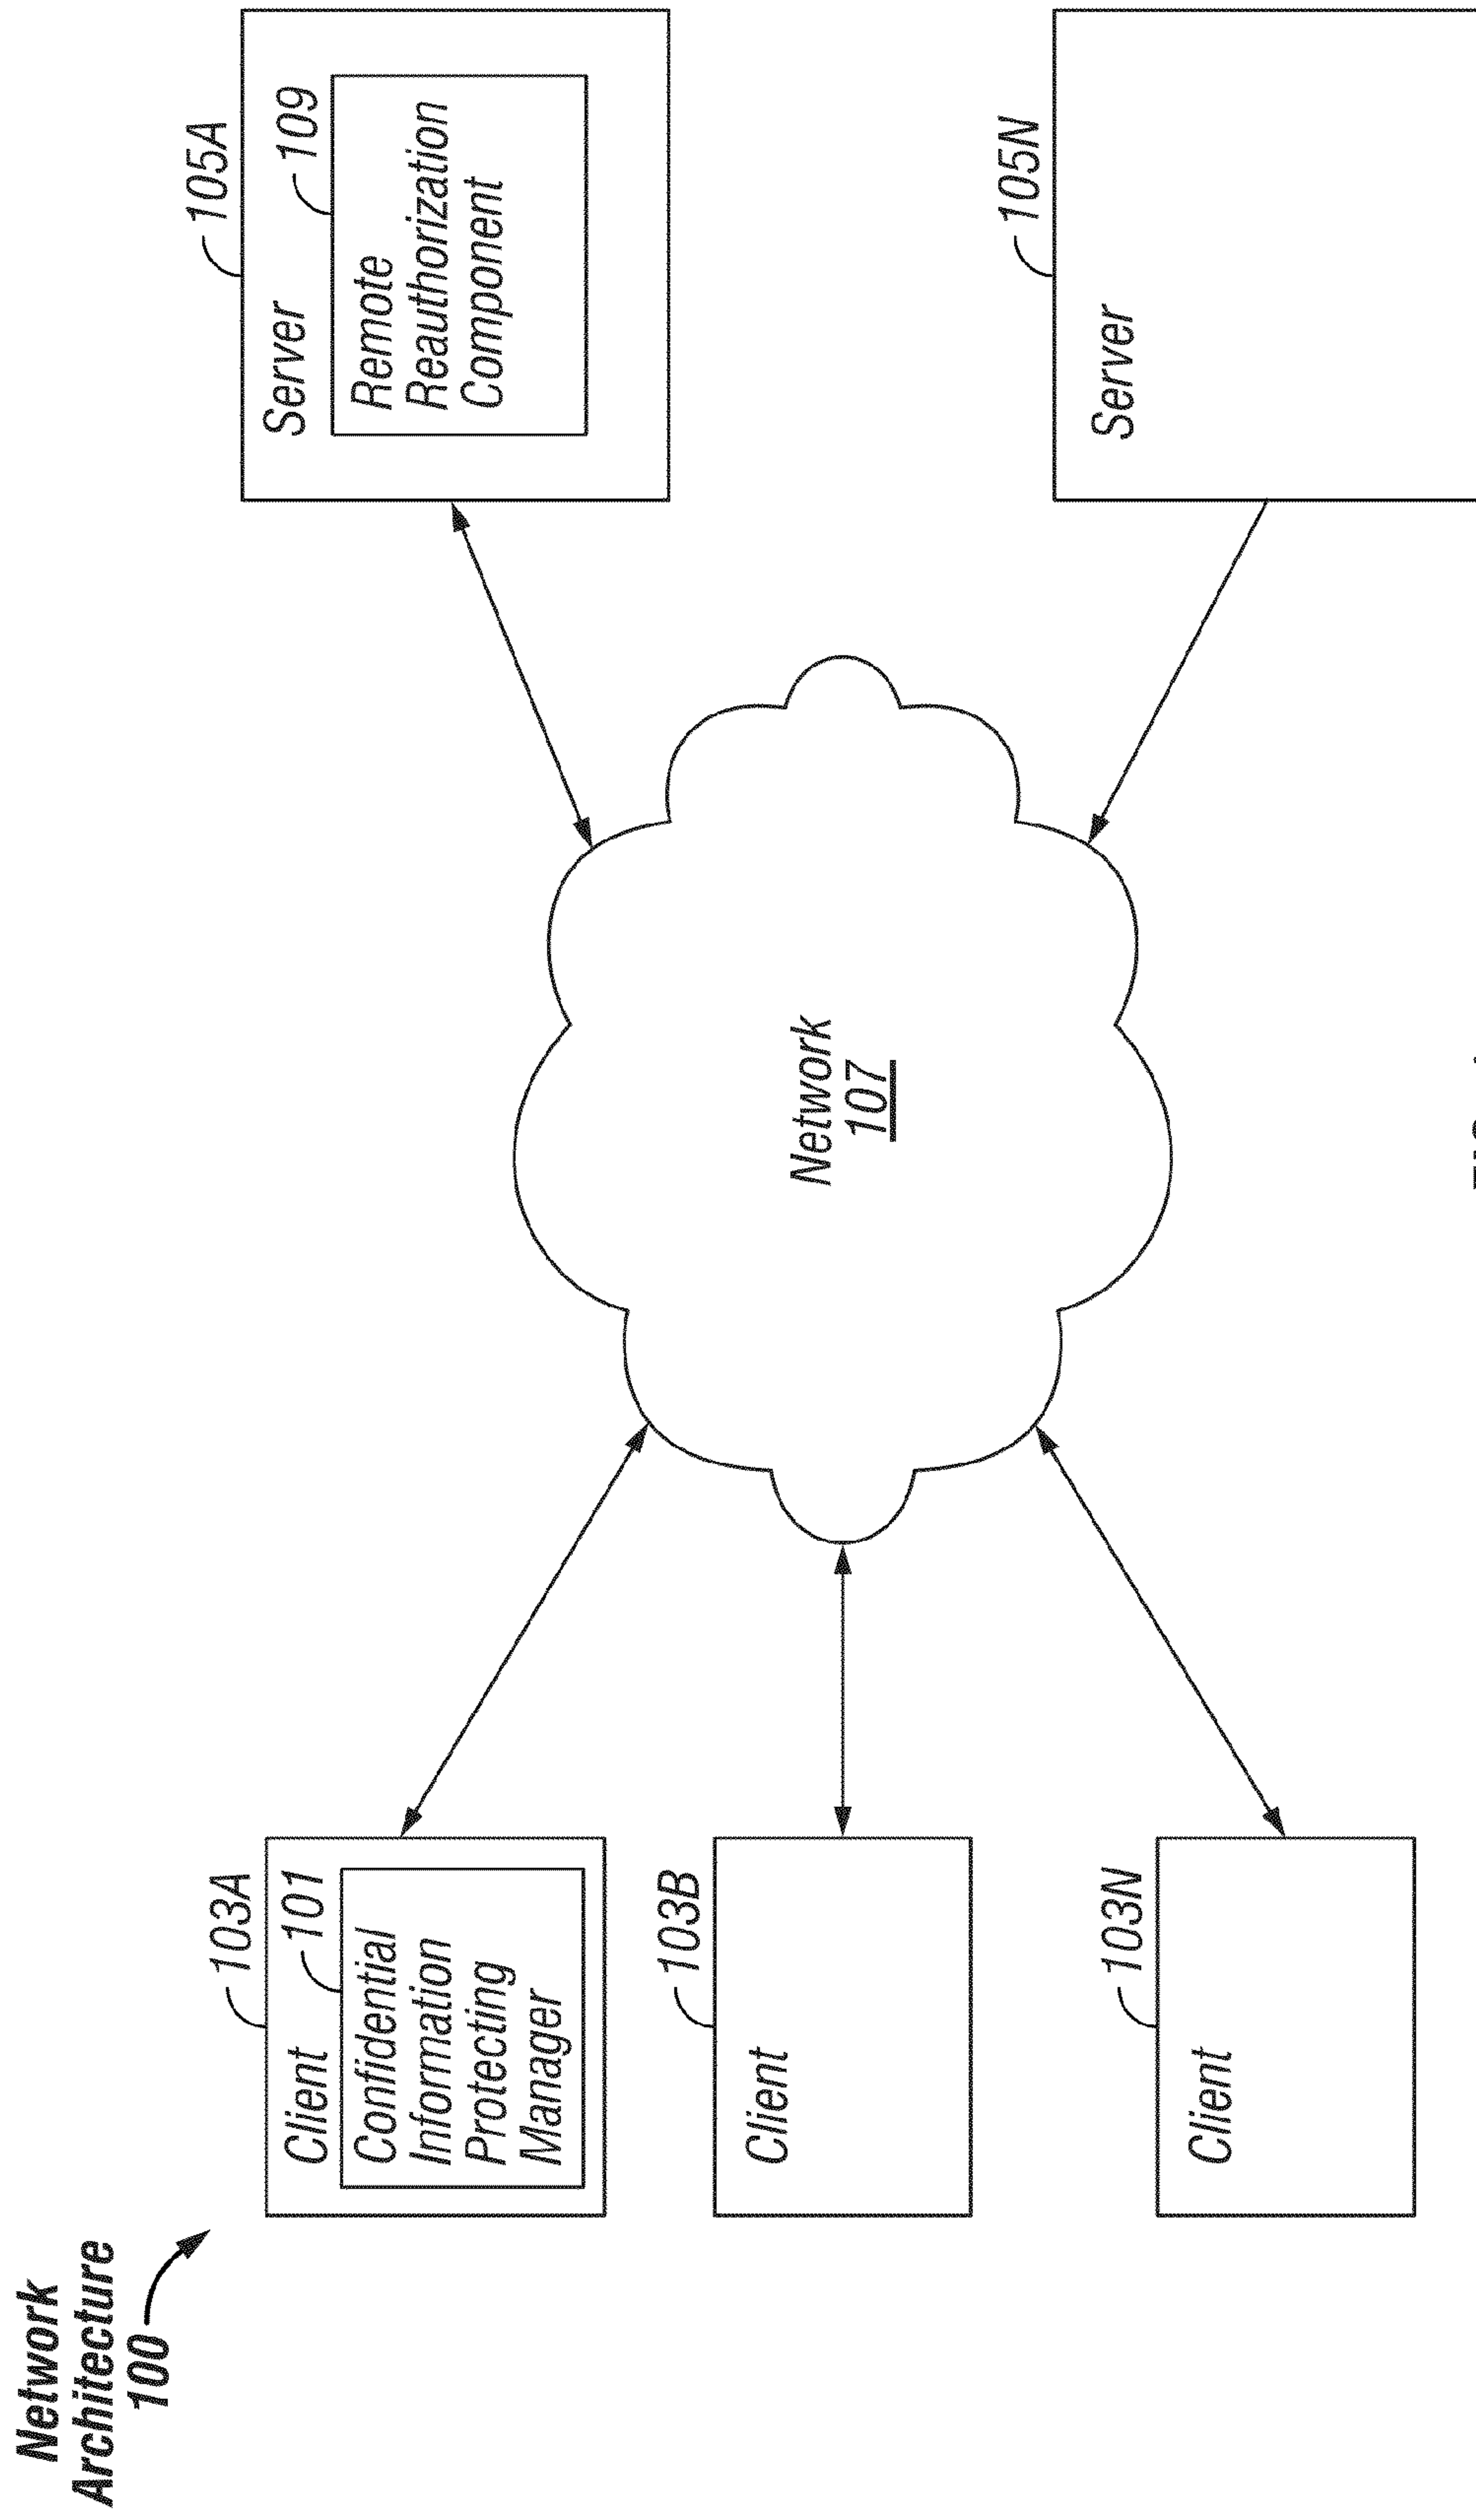 Network
Architecture
100
103A
Client
101
Confidential
Information
Protecting
Manager
103B
Client
103N
Client
Network
107
105A
Server
109
Remote
Reauthorization
Component
105N
Server